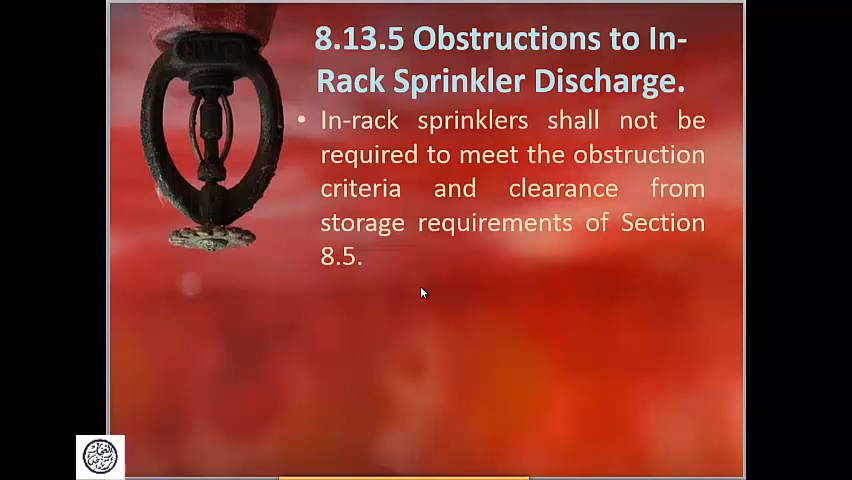 8.13.5 Obstructions to In-
Rack Sprinkler Discharge.
• In-rack sprinklers shall not be
required to meet the obstruction
criteria and clearance from
storage requirements of Section
8.5.